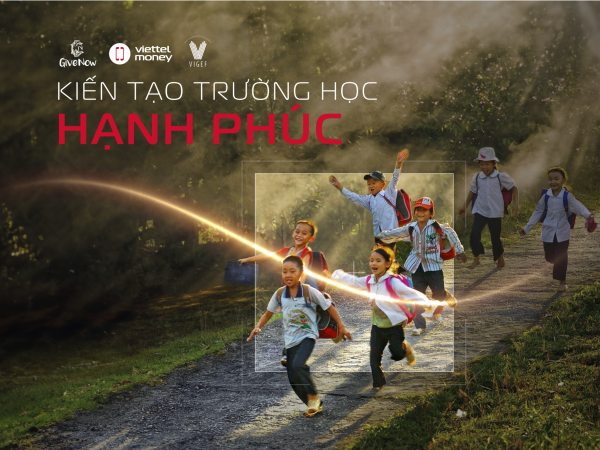 GiveNow
viettel
money
VIGEF
KIẾN TẠO TRƯỜNG HỌC
HẠNH PHÚC